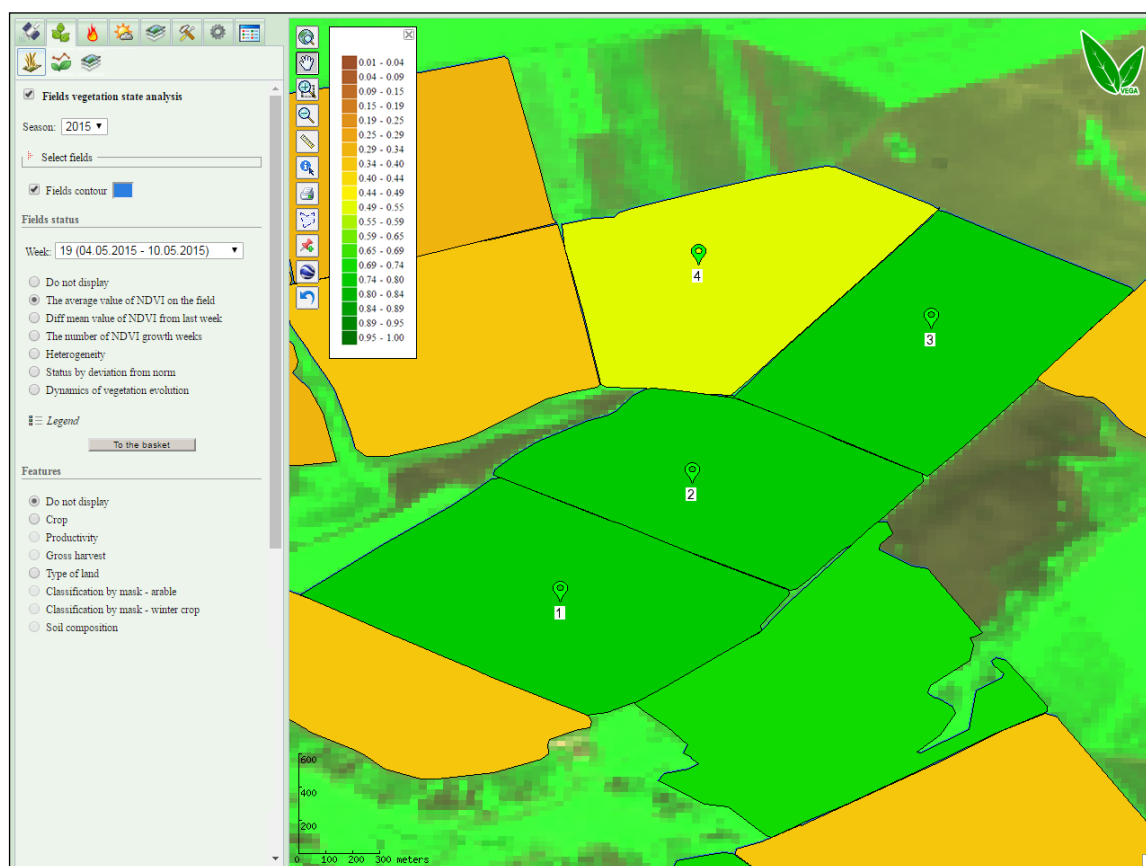 Fields vegetation state analysis
Season: 2015
Select fields
Fields contour
Fields status
Week: 19 (04.05.2015 - 10.05.2015)
Do not display
The average value of NDVI on the field
Diff mean value of NDVI from last week
The number of NDVI growth weeks
Heterogeneity
Status by deviation from norm
Dynamics of vegetation evolution
Legend
To the basket
Features
Do not display
Crop
Productivity
Gross harvest
Type of land
Classification by mask - arable
Classification by mask - winter crop
Soil composition
0.01 - 0.04
0.04 - 0.09
0.09 - 0.15
0.15 - 0.19
0.19 - 0.25
0.25 - 0.29
0.29 - 0.34
0.34 - 0.40
0.40 - 0.44
0.44 - 0.49
0.49 - 0.55
0.55 - 0.59
0.59 - 0.65
0.65 - 0.69
0.69 - 0.74
0.74 - 0.80
0.80 - 0.84
0.84 - 0.89
0.89 - 0.95
0.95 - 1.00
VEGA
4
3
2
1
600
400
200
0 100 200 300 meters